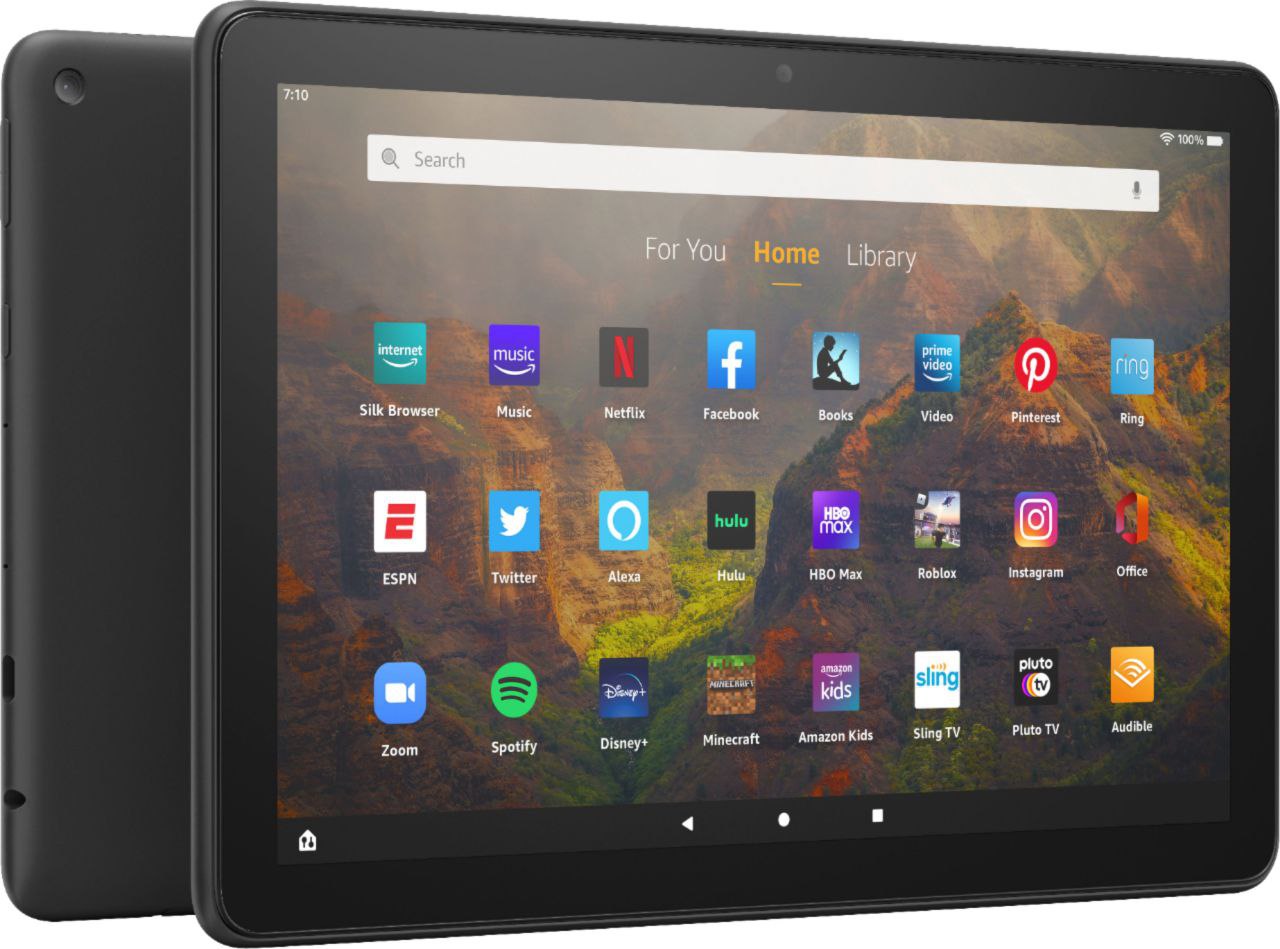 7:10
100%
Search
For You Home Library
internet
music
N
f
prime
video
P
ring
Silk Browser
Music
Netflix
Facebook
Books
Video
Pinterest
Ring
E
hulu
HBO
max
ESPN
Twitter
Alexa
Hulu
HBO Max
Roblox
Instagram
Office
Disney+
MINECRAFT
amazon
kids
sling
pluto
tv
Zoom
Spotify
Disney+
Minecraft
Amazon Kids
Sling TV
Pluto TV
Audible